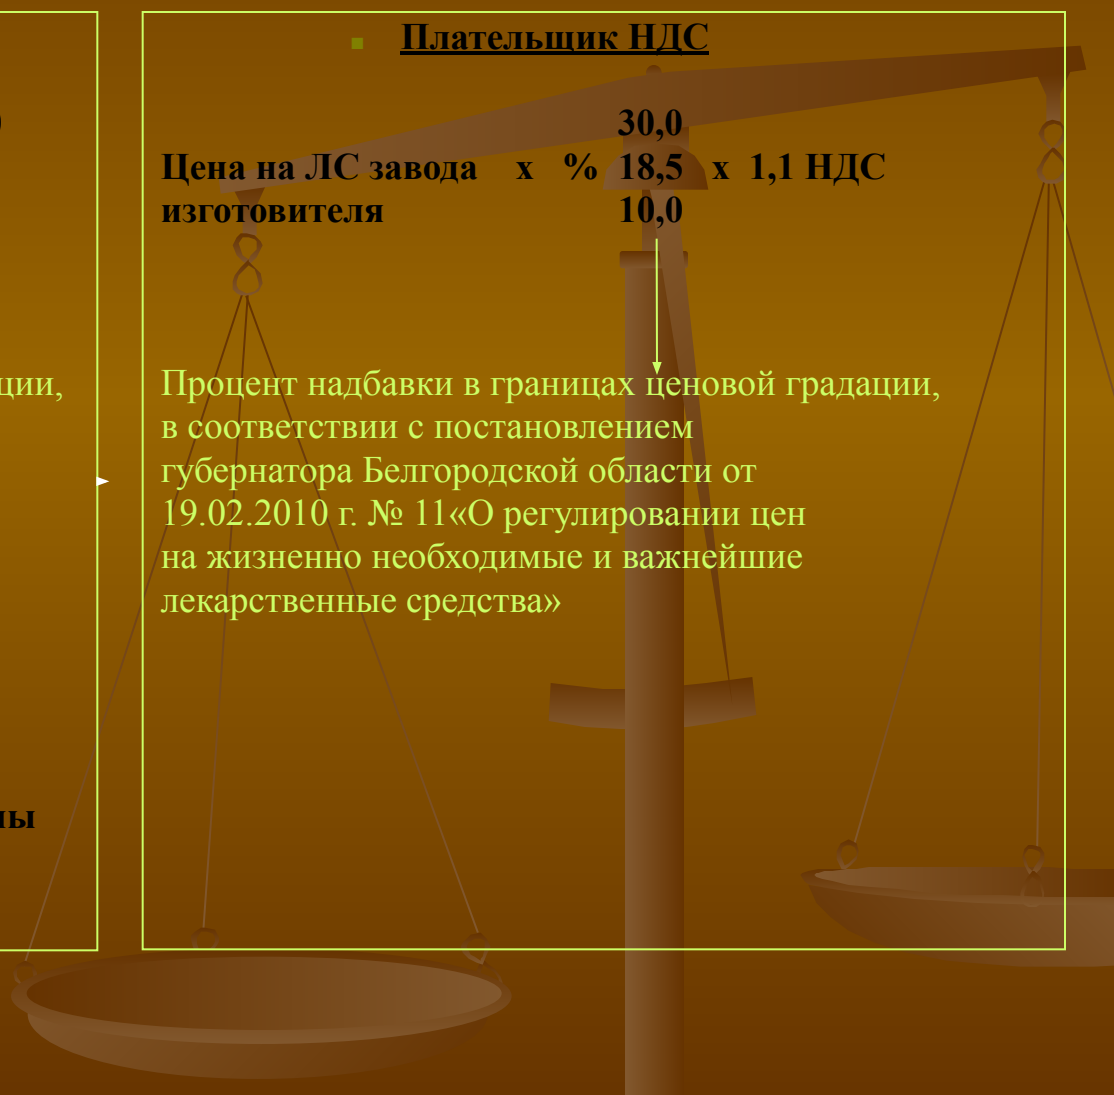 Плательщик НДС
30,0
Цена на ЛС завода х % 18,5 х 1,1 НДС
изготовителя 10,0
Процент надбавки в границах ценовой градации,
в соответствии с постановлением
губернатора Белгородской области от
19.02.2010 г. № 11«О регулировании цен
на жизненно необходимые и важнейшие
лекарственные средства»